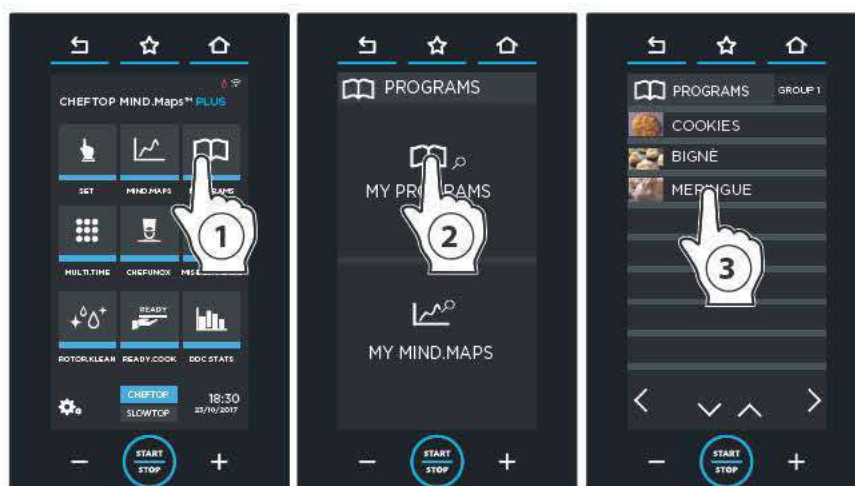 CHEFTOP MIND.Maps™ PLUS
SET
MIND.MAPS
1
MULTI.TIME
CHEFUNOX
ROTOR.KLEAN
READY
READY.COOK
DDC STATS
CHEFTOP
SLOWTOP
18:30
23/10/2017
START
STOP
PROGRAMS
MY PROGRAMS
2
MY MIND.MAPS
START
STOP
PROGRAMS
GROUP 1
COOKIES
BIGNÈ
MERINGUE
3
START
STOP